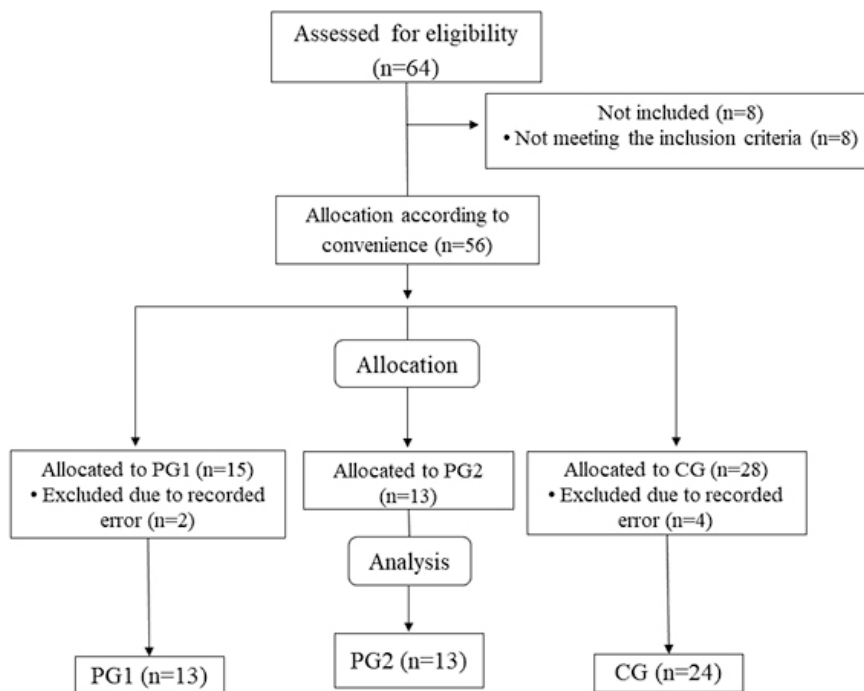 Assessed for eligibility
(n=64)
Not included (n=8)
• Not meeting the inclusion criteria (n=8)
Allocation according to
convenience (n=56)
Allocation
Allocated to PG1 (n=15)
• Excluded due to recorded
error (n=2)
Allocated to PG2
(n=13)
Allocated to CG (n=28)
• Excluded due to recorded
error (n=4)
Analysis
PG1 (n=13)
PG2 (n=13)
CG (n=24)